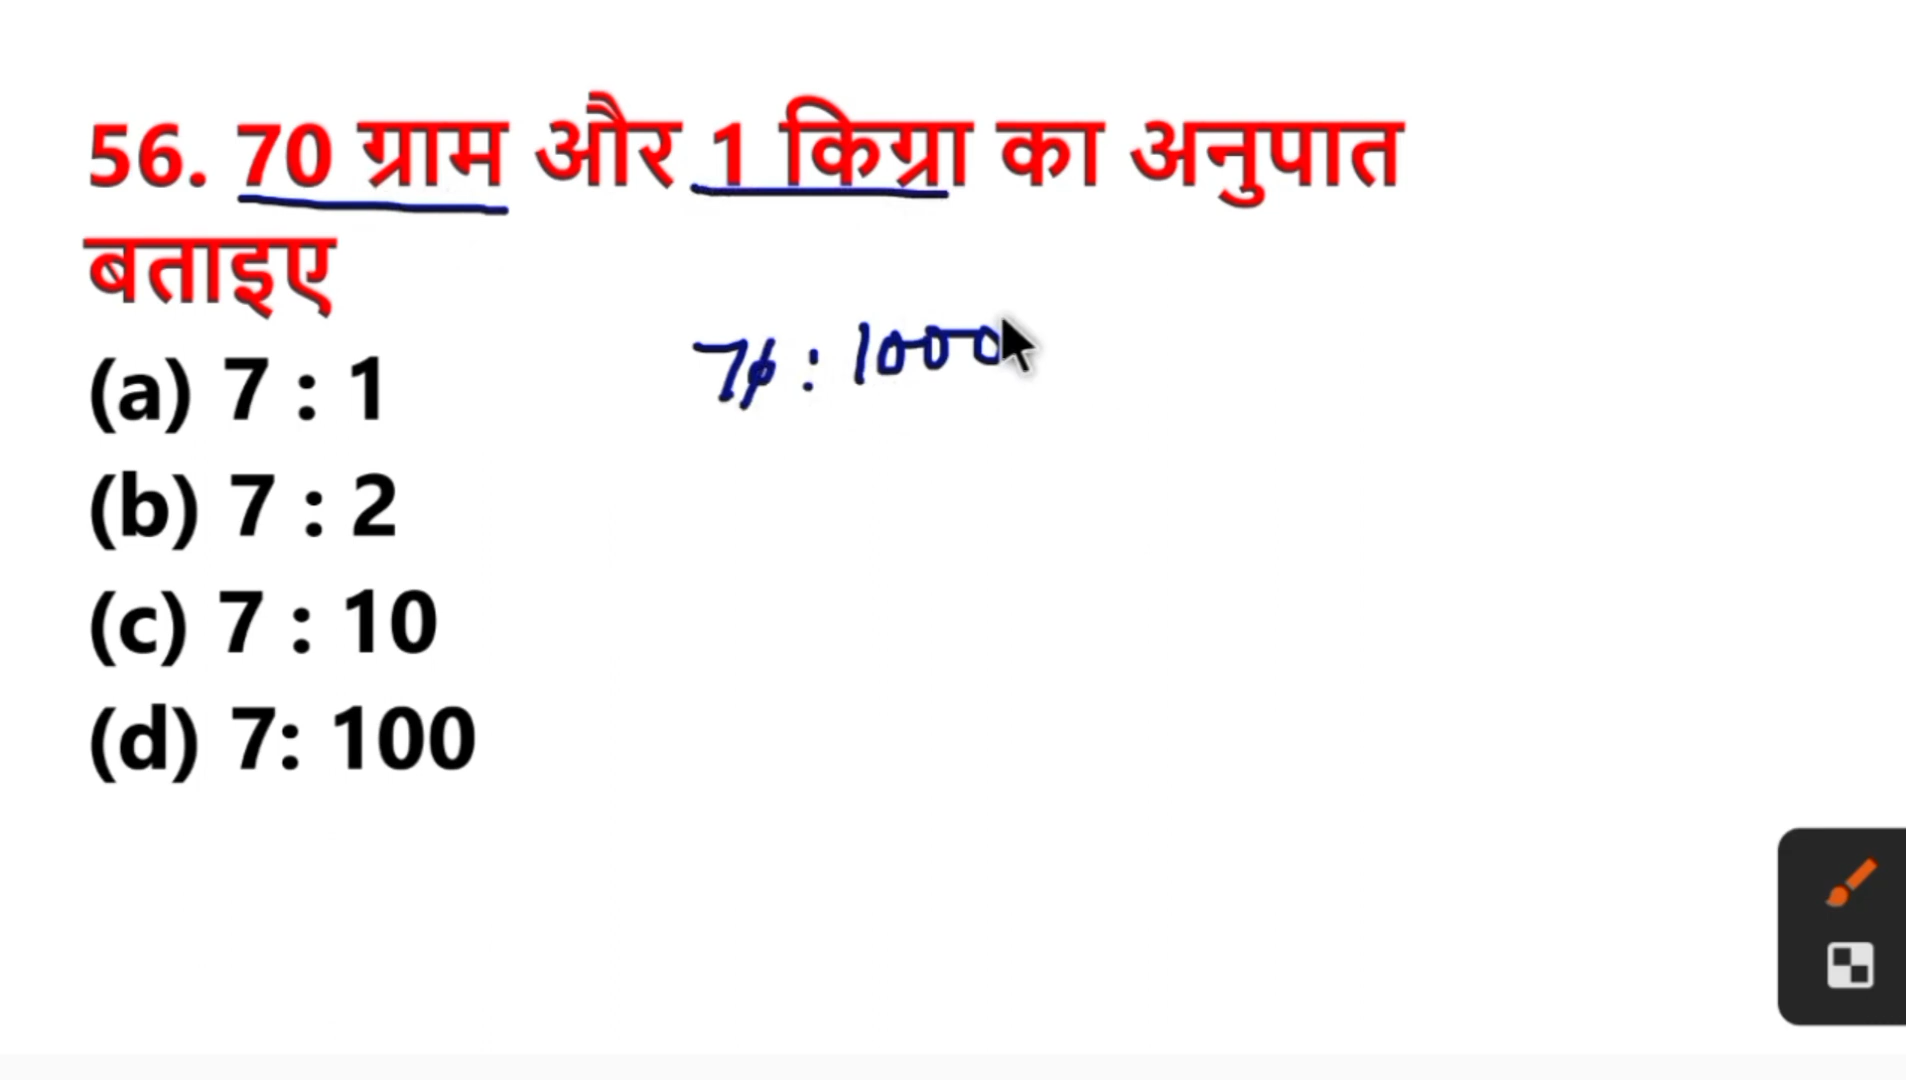 56. 70 ग्राम और 1 किग्रा का अनुपात
बताइए
70 : 1000
(a) 7 : 1
(b) 7 : 2
(c) 7 : 10
(d) 7: 100